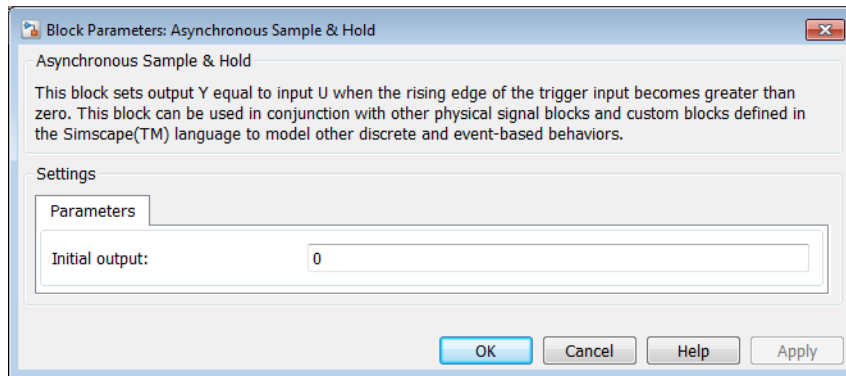 Block Parameters: Asynchronous Sample & Hold
Asynchronous Sample & Hold
This block sets output Y equal to input U when the rising edge of the trigger input becomes greater than
zero. This block can be used in conjunction with other physical signal blocks and custom blocks defined in
the Simscape(TM) language to model other discrete and event-based behaviors.
Settings
Parameters
Initial output: 0
OK Cancel Help Apply